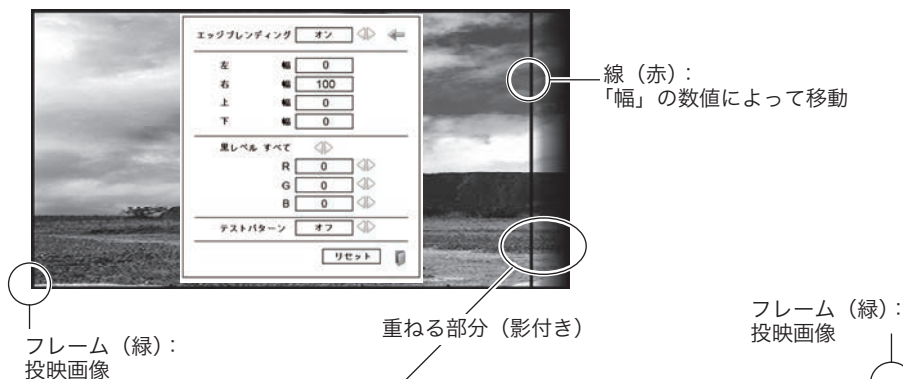 エッジブレンディング オン
左 幅 0
右 幅 100
上 幅 0
下 幅 0
黒レベル すべて
R 0
G 0
B 0
テストパターン オフ
リセット
線（赤）：
「幅」の数値によって移動
重ねる部分（影付き）
フレーム（緑）：
投映画像
フレーム（緑）：
投映画像